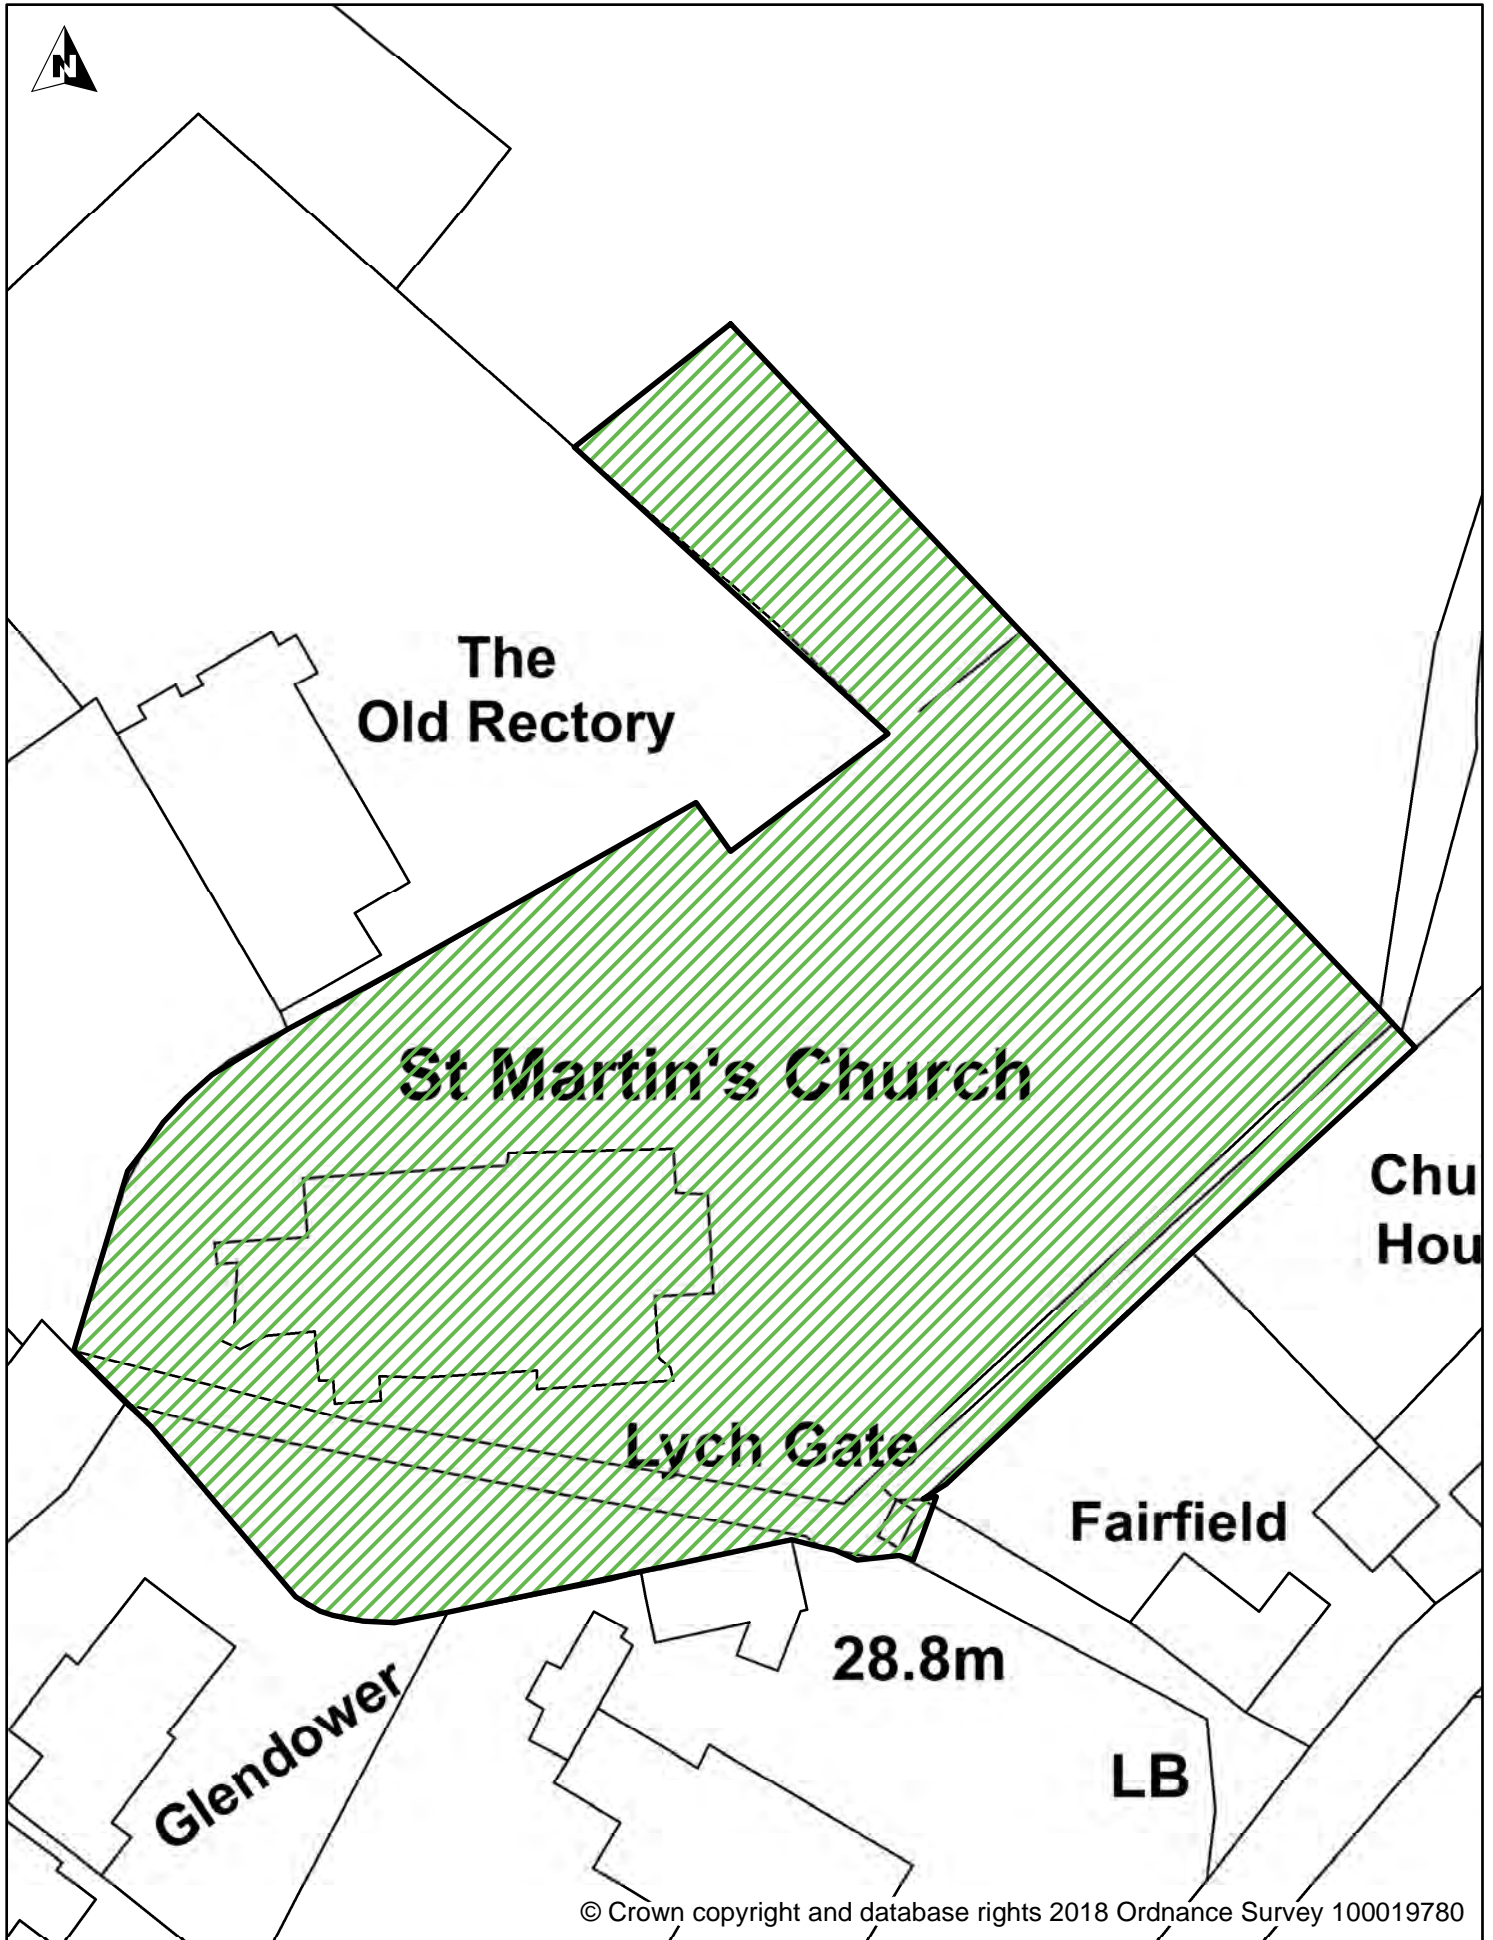 N
The
Old Rectory
St Martin's Church
Chu
Hou
Lych Gate
Fairfield
28.8m
Glendower
LB
© Crown copyright and database rights 2018 Ordnance Survey 100019780